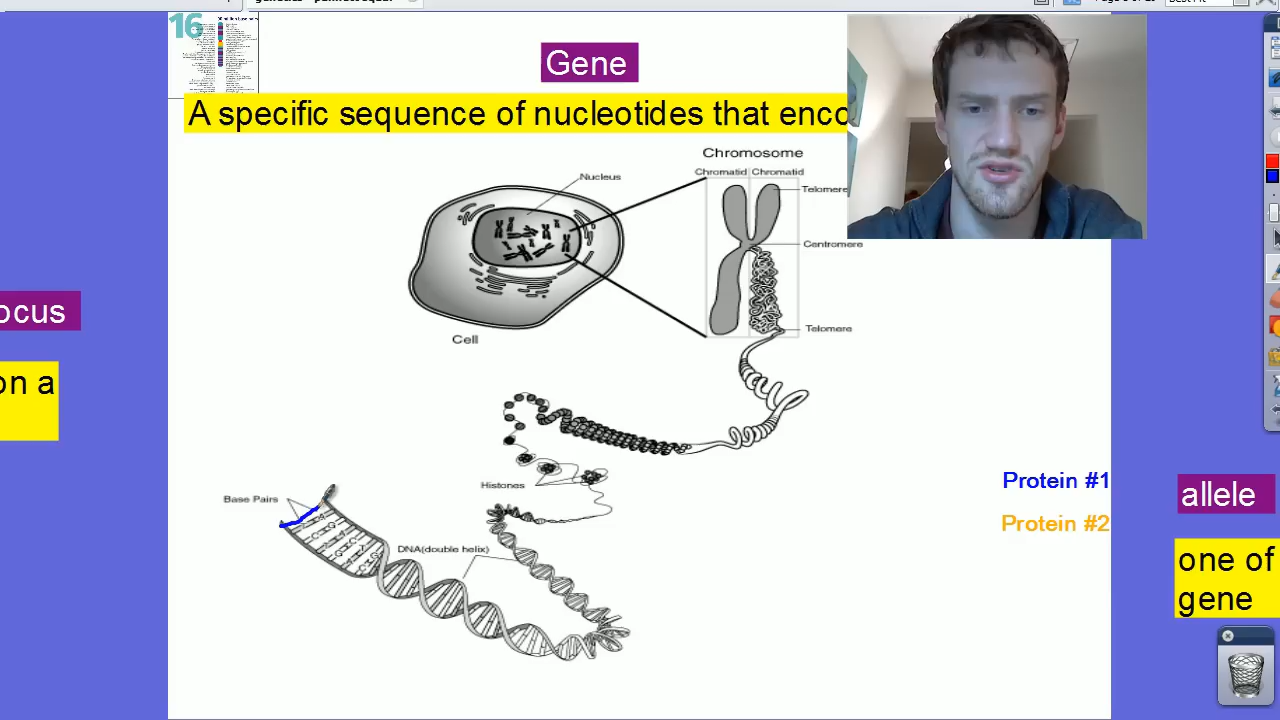 16
Gene
A specific sequence of nucleotides that enco
Chromosome
Chromatid Chromatid
Nucleus
Telomere
Centromere
Telomere
Cell
ocus
on a
Histones
Base Pairs
DNA(double helix)
Protein #1
Protein #2
allele
one of
gene